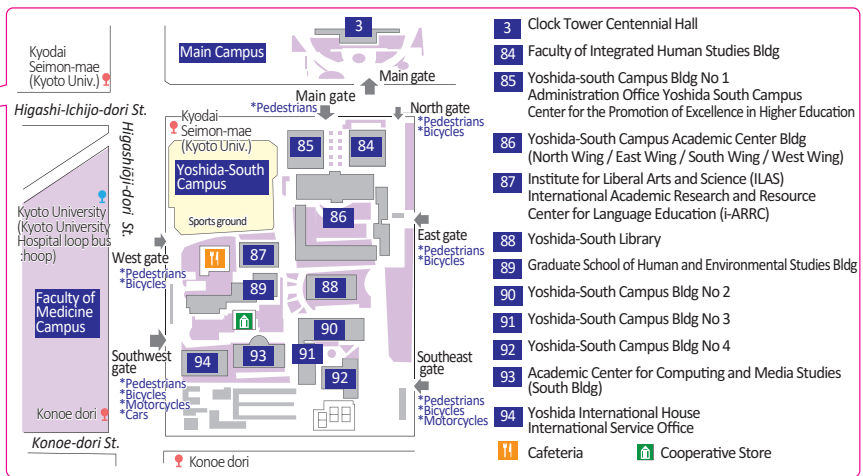 Kyodai
Seimon-mae
(Kyoto Univ.)
Main Campus
3
Main gate
Higashi-Ichijo-dori St.
Main gate
*Pedestrians
North gate
*Pedestrians
*Bicycles
Higashiōji-dori St.
Kyodai
Seimon-mae
(Kyoto Univ.)
Yoshida-South
Campus
Sports ground
85
84
86
Kyoto University
(Kyoto University
Hospital loop bus
:hoop)
West gate
*Pedestrians
*Bicycles
East gate
*Pedestrians
*Bicycles
87
89
88
Faculty of
Medicine
Campus
90
91
92
93
94
Southwest
gate
*Pedestrians
*Bicycles
*Motorcycles
*Cars
Southeast
gate
*Pedestrians
*Bicycles
*Motorcycles
Konoe dori
Konoe-dori St.
Konoe dori
3 Clock Tower Centennial Hall
84 Faculty of Integrated Human Studies Bldg
85 Yoshida-south Campus Bldg No 1
Administration Office Yoshida South Campus
Center for the Promotion of Excellence in Higher Education
86 Yoshida-South Campus Academic Center Bldg
(North Wing / East Wing / South Wing / West Wing)
87 Institute for Liberal Arts and Science (ILAS)
International Academic Research and Resource
Center for Language Education (i-ARRC)
88 Yoshida-South Library
89 Graduate School of Human and Environmental Studies Bldg
90 Yoshida-South Campus Bldg No 2
91 Yoshida-South Campus Bldg No 3
92 Yoshida-South Campus Bldg No 4
93 Academic Center for Computing and Media Studies
(South Bldg)
94 Yoshida International House
International Service Office
Cafeteria
Cooperative Store